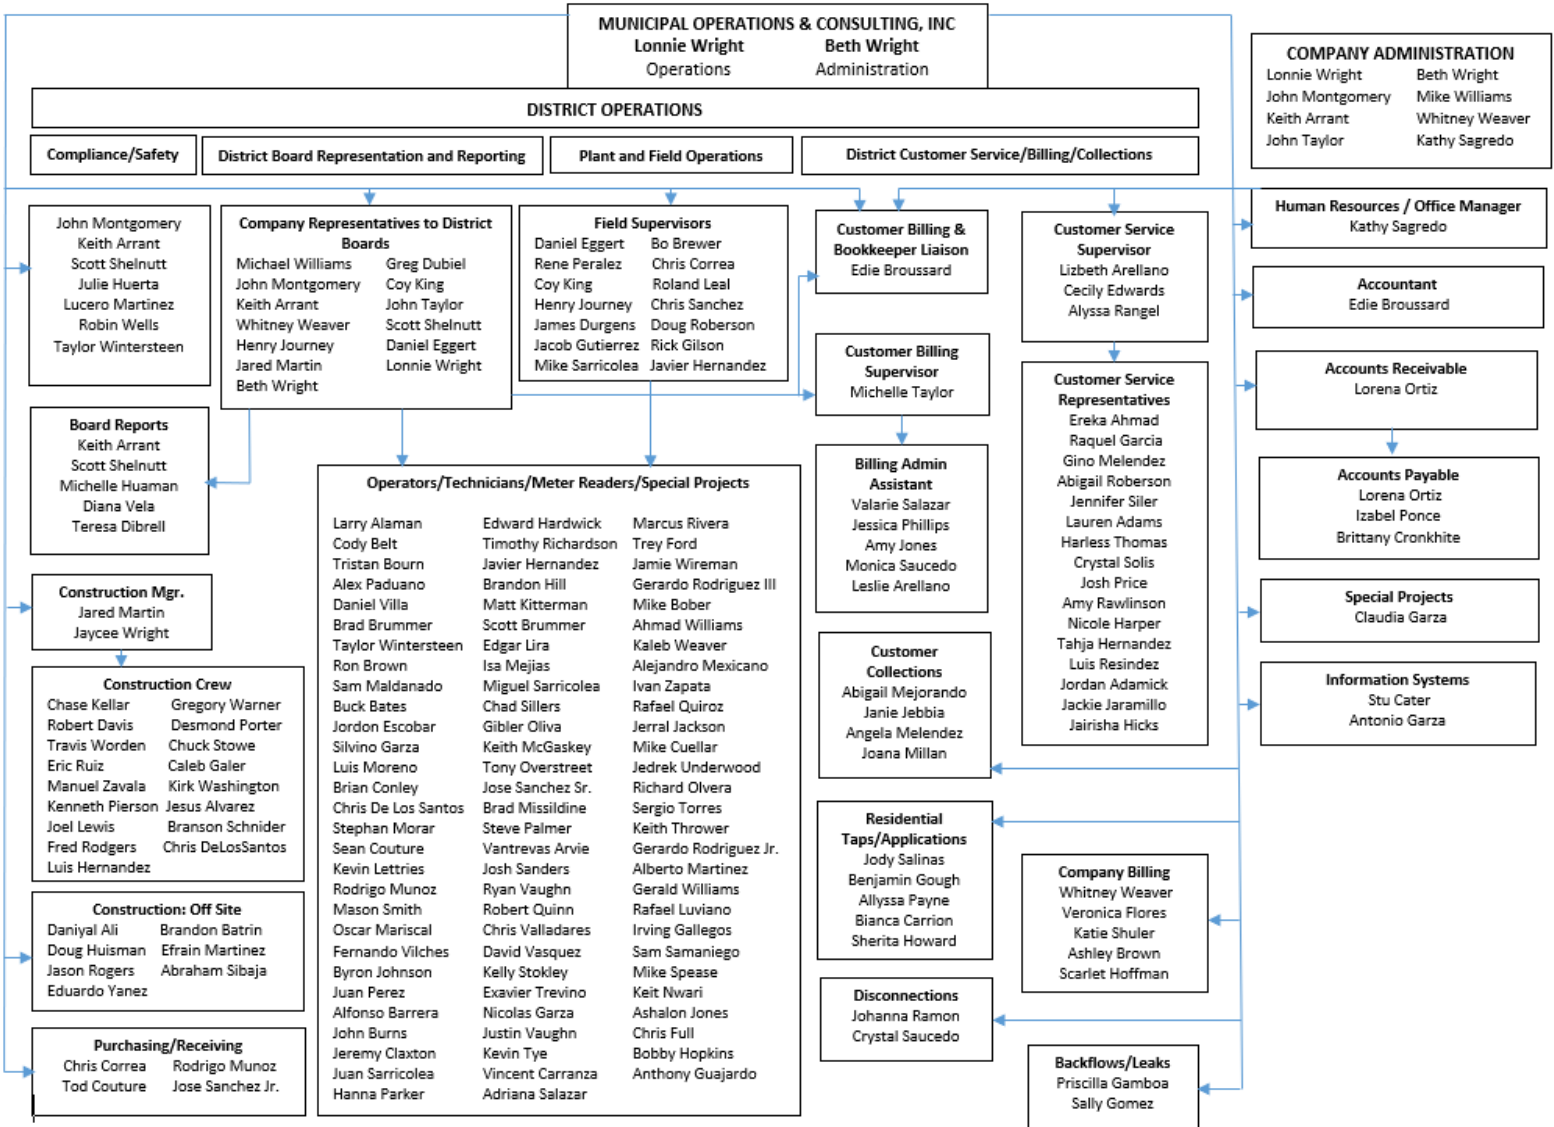 MUNICIPAL OPERATIONS & CONSULTING, INC
Lonnie Wright Beth Wright
Operations Administration
COMPANY ADMINISTRATION
Lonnie Wright Beth Wright
John Montgomery Mike Williams
Keith Arrant Whitney Weaver
John Taylor Kathy Sagredo
DISTRICT OPERATIONS
Compliance/Safety
District Board Representation and Reporting
Plant and Field Operations
District Customer Service/Billing/Collections
John Montgomery
Keith Arrant
Scott Shelnutt
Julie Huerta
Lucero Martinez
Robin Wells
Taylor Wintersteen
Company Representatives to District
Boards
Michael Williams Greg Dubiel
John Montgomery Coy King
Keith Arrant John Taylor
Whitney Weaver Scott Shelnutt
Henry Journey Daniel Eggert
Jared Martin Lonnie Wright
Beth Wright
Field Supervisors
Daniel Eggert Bo Brewer
Rene Peralez Chris Correa
Coy King Roland Leal
Henry Journey Chris Sanchez
James Durgens Doug Roberson
Jacob Gutierrez Rick Gilson
Mike Sarricolea Javier Hernandez
Customer Billing &
Bookkeeper Liaison
Edie Broussard
Customer Service
Supervisor
Lizbeth Arellano
Cecily Edwards
Alyssa Rangel
Human Resources / Office Manager
Kathy Sagredo
Accountant
Edie Broussard
Customer Billing
Supervisor
Michelle Taylor
Customer Service
Representatives
Ereka Ahmad
Raquel Garcia
Gino Melendez
Abigail Roberson
Jennifer Siler
Lauren Adams
Harless Thomas
Crystal Solis
Josh Price
Amy Rawlinson
Nicole Harper
Tahja Hernandez
Luis Resindez
Jordan Adamick
Jackie Jaramillo
Jairisha Hicks
Accounts Receivable
Lorena Ortiz
Accounts Payable
Lorena Ortiz
Izabel Ponce
Brittany Cronkhite
Special Projects
Claudia Garza
Information Systems
Stu Cater
Antonio Garza
Board Reports
Keith Arrant
Scott Shelnutt
Michelle Huaman
Diana Vela
Teresa Dibrell
Operators/Technicians/Meter Readers/Special Projects
Larry Alaman Edward Hardwick Marcus Rivera
Cody Belt Timothy Richardson Trey Ford
Tristan Bourn Javier Hernandez Jamie Wireman
Alex Paduano Brandon Hill Gerardo Rodriguez III
Daniel Villa Matt Kitterman Mike Bober
Brad Brummer Scott Brummer Ahmad Williams
Taylor Wintersteen Edgar Lira Kaleb Weaver
Ron Brown Isa Mejias Alejandro Mexicano
Sam Maldanado Miguel Sarricolea Ivan Zapata
Buck Bates Chad Sillers Rafael Quiroz
Jordon Escobar Gibler Oliva Jerral Jackson
Silvino Garza Keith McGaskey Mike Cuellar
Luis Moreno Tony Overstreet Jedrek Underwood
Brian Conley Jose Sanchez Sr. Richard Olvera
Chris De Los Santos Brad Missildine Sergio Torres
Stephan Morar Steve Palmer Keith Thrower
Sean Couture Vantrevas Arvie Gerardo Rodriguez Jr.
Kevin Lettries Josh Sanders Alberto Martinez
Rodrigo Munoz Ryan Vaughn Gerald Williams
Mason Smith Robert Quinn Rafael Luviano
Oscar Mariscal Chris Valladares Irving Gallegos
Fernando Vilches David Vasquez Sam Samaniego
Byron Johnson Kelly Stokley Mike Spease
Juan Perez Exavier Trevino Keit Nwari
Alfonso Barrera Nicolas Garza Ashalon Jones
John Burns Justin Vaughn Chris Full
Jeremy Claxton Kevin Tye Bobby Hopkins
Juan Sarricolea Vincent Carranza Anthony Guajardo
Hanna Parker Adriana Salazar
Billing Admin
Assistant
Valarie Salazar
Jessica Phillips
Amy Jones
Monica Saucedo
Leslie Arellano
Construction Mgr.
Jared Martin
Jaycee Wright
Customer
Collections
Abigail Mejorando
Janie Jebbia
Angela Melendez
Joana Millan
Construction Crew
Chase Kellar Gregory Warner
Robert Davis Desmond Porter
Travis Worden Chuck Stowe
Eric Ruiz Caleb Galer
Manuel Zavala Kirk Washington
Kenneth Pierson Jesus Alvarez
Joel Lewis Branson Schnider
Fred Rodgers Chris DeLosSantos
Luis Hernandez
Residential
Taps/Applications
Jody Salinas
Benjamin Gough
Allyssa Payne
Bianca Carrion
Sherita Howard
Company Billing
Whitney Weaver
Veronica Flores
Katie Shuler
Ashley Brown
Scarlet Hoffman
Construction: Off Site
Daniyal Ali Brandon Batrin
Doug Huisman Efrain Martinez
Jason Rogers Abraham Sibaja
Eduardo Yanez
Disconnections
Johanna Ramon
Crystal Saucedo
Purchasing/Receiving
Chris Correa Rodrigo Munoz
Tod Couture Jose Sanchez Jr.
Backflows/Leaks
Priscilla Gamboa
Sally Gomez